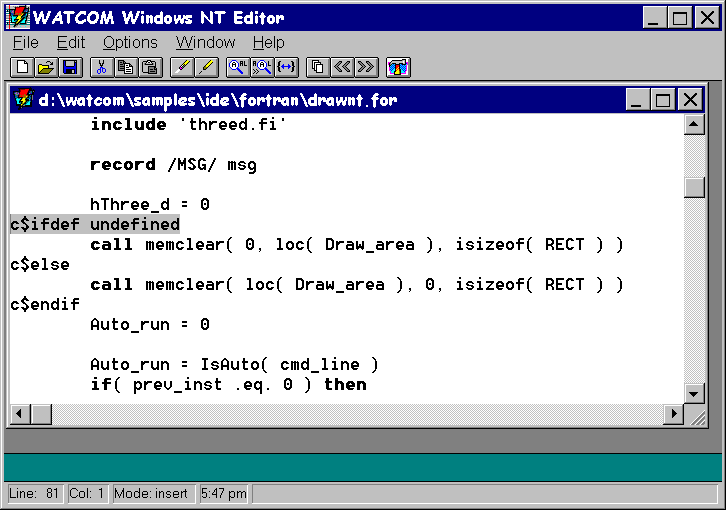 WATCOM Windows NT Editor
File Edit Options Window Help
d:\watcom\samples\ide\fortran\drawnt.for
include 'threed.fi'
record /MSG/ msg
hThree_d = 0
c$ifdef undefined
call memclear( 0, loc( Draw_area ), isizeof( RECT ) )
c$else
call memclear( loc( Draw_area ), 0, isizeof( RECT ) )
c$endif
Auto_run = 0
Auto_run = IsAuto( cmd_line )
if( prev_inst .eq. 0 ) then
Line: 81 Col: 1 Mode: insert 5:47 pm